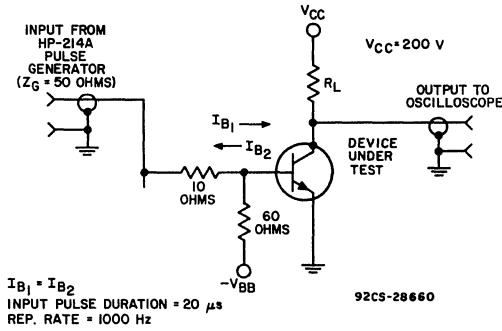 INPUT FROM
HP-214A
PULSE
GENERATOR
(Z_G = 50 OHMS)
V_CC
V_CC = 200 V
R_L
OUTPUT TO
OSCILLOSCOPE
I_B1
I_B2
DEVICE
UNDER
TEST
10
OHMS
60
OHMS
-V_BB
I_B1 = I_B2
INPUT PULSE DURATION = 20 μs
REP. RATE = 1000 Hz
92CS-28660